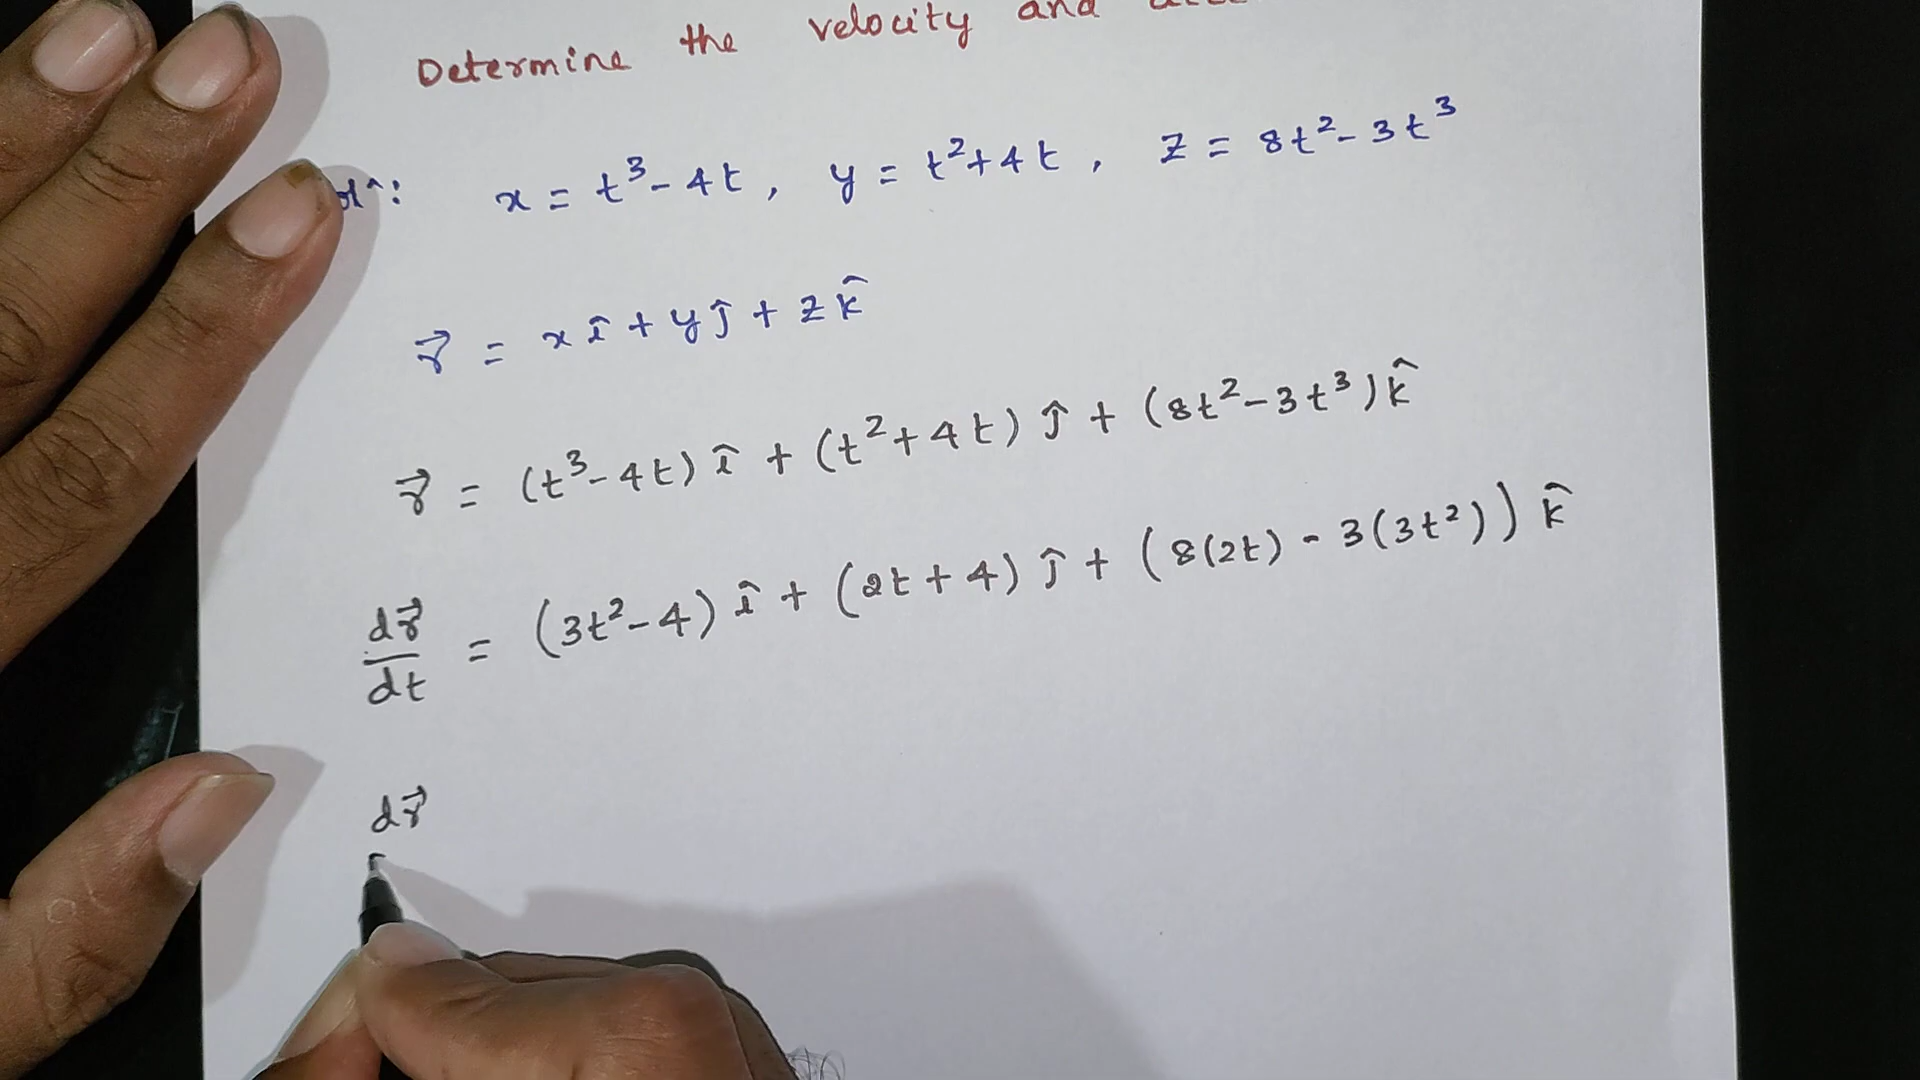 Determine the velocity and
x = t³ - 4t , y = t² + 4t , z = 8t² - 3t³
r⃗ = x î + y ĵ + z k̂
r⃗ = (t³ - 4t) î + (t² + 4t) ĵ + (8t² - 3t³) k̂
dr⃗/dt = (3t² - 4) î + (2t + 4) ĵ + (8(2t) - 3(3t²)) k̂
dr⃗